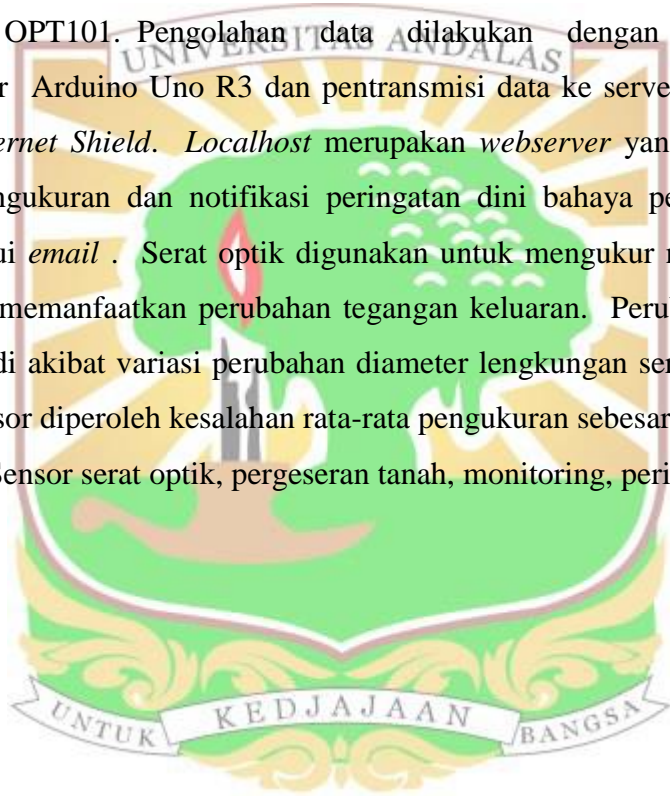 OPT101. Pengolahan data dilakukan dengan
Arduino Uno R3 dan pentransmisi data ke serve
Shield. Localhost merupakan webserver yan
ngukuran dan notifikasi peringatan dini bahaya pe
ui email . Serat optik digunakan untuk mengukur
memanfaatkan perubahan tegangan keluaran. Peru
di akibat variasi perubahan diameter lengkungan ser
sor diperoleh kesalahan rata-rata pengukuran sebesar
Sensor serat optik, pergeseran tanah, monitoring, peri
UNIVERSITAS ANDALAS
UNTUK KEDJAJAAN BANGSA